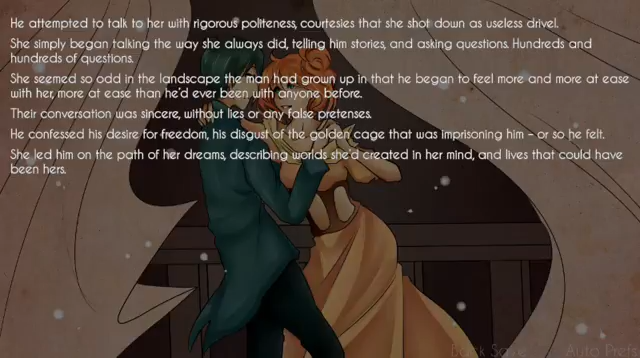 He attempted to talk to her with rigorous politeness, courtesies that she shot down as useless drivel.
She simply began talking the way she always did, telling him stories, and asking questions. Hundreds and
hundreds of questions.
She seemed so odd in the landscape the man had grown up in that he began to feel more and more at ease
with her, more at ease than he'd ever been with anyone before.
Their conversation was sincere, without lies or any false pretenses.
He confessed his desire for freedom, his disgust of the golden cage that was imprisoning him – or so he felt.
She led him on the path of her dreams, describing worlds she'd created in her mind, and lives that could have
been hers.
Back Save Auto Prefs